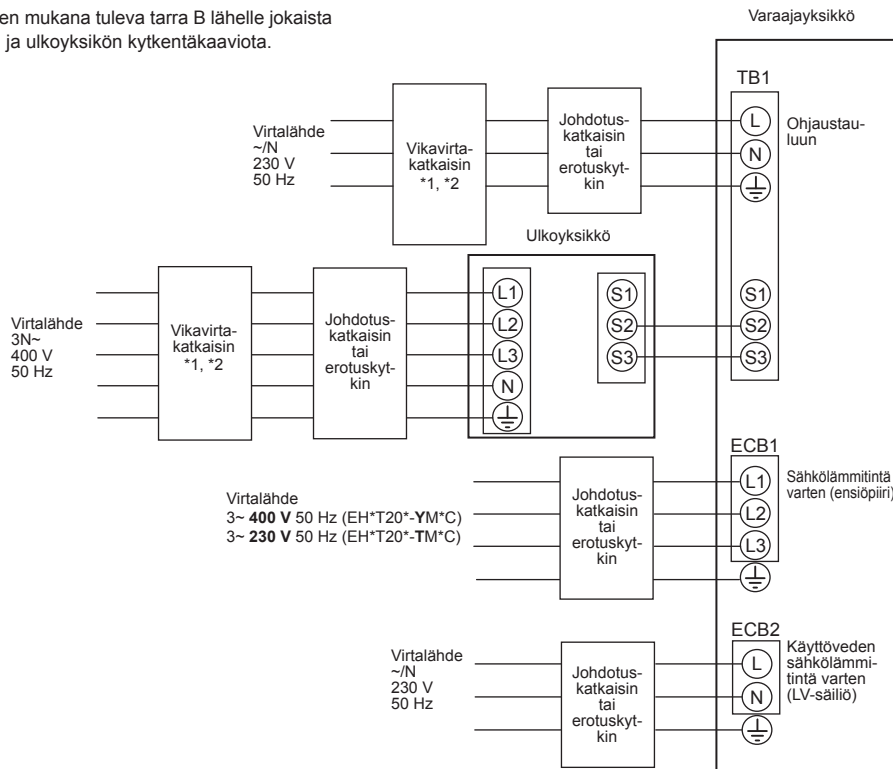 en mukana tuleva tarra B lähelle jokaista
ja ulkoyksikön kytkentäkaaviota.
Varaajayksikkö
TB1
Virtalähde
~/N
230 V
50 Hz
Vikavirta-
katkaisin
*1, *2
Johdotus-
katkaisin
tai
erotuskyt-
kin
L
N
Ohjaustau-
luun
Ulkoyksikkö
Virtalähde
3N~
400 V
50 Hz
Vikavirta-
katkaisin
*1, *2
Johdotus-
katkaisin
tai
erotuskyt-
kin
L1
L2
L3
N
S1
S2
S3
S1
S2
S3
ECB1
Virtalähde
3~ 400 V 50 Hz (EH*T20*-YM*C)
3~ 230 V 50 Hz (EH*T20*-TM*C)
Johdotus-
katkaisin
tai
erotuskyt-
kin
L1
L2
L3
Sähkölämmitintä
varten (ensiöpiiri)
ECB2
Virtalähde
~/N
230 V
50 Hz
Johdotus-
katkaisin
tai
erotuskyt-
kin
L
N
Käyttöveden
sähkölämmi-
tintä varten
(LV-säiliö)